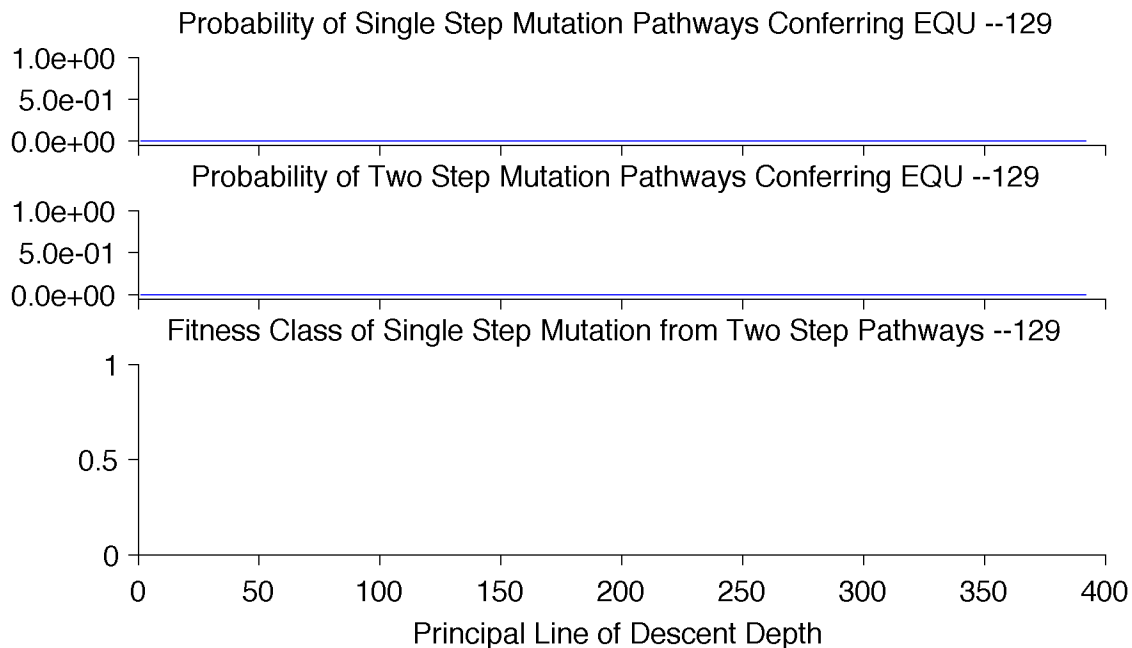 Probability of Single Step Mutation Pathways Conferring EQU --129
1.0e+00
5.0e-01
0.0e+00
Probability of Two Step Mutation Pathways Conferring EQU --129
1.0e+00
5.0e-01
0.0e+00
Fitness Class of Single Step Mutation from Two Step Pathways --129
1
0.5
0
0 50 100 150 200 250 300 350 400
Principal Line of Descent Depth